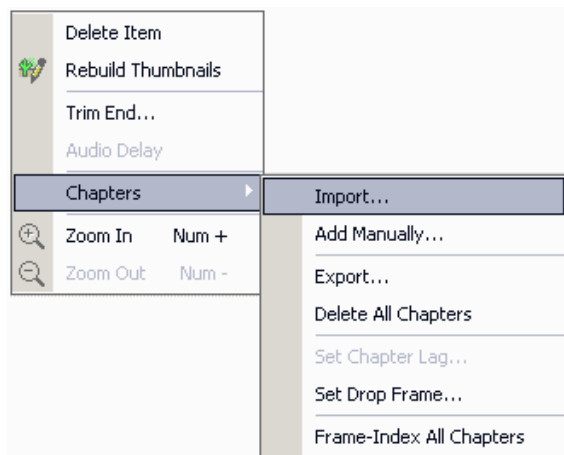 Delete Item
Rebuild Thumbnails
Trim End...
Audio Delay
Chapters
Zoom In Num +
Zoom Out Num -
Import...
Add Manually...
Export...
Delete All Chapters
Set Chapter Lag...
Set Drop Frame...
Frame-Index All Chapters